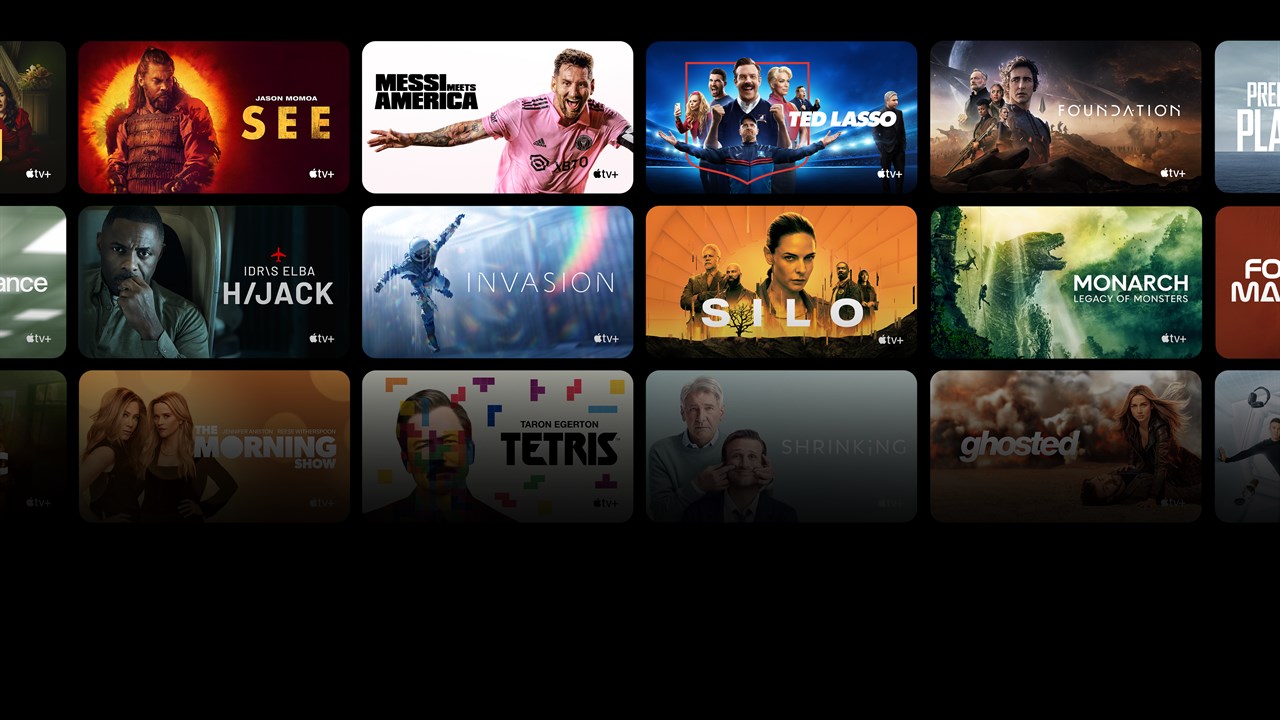 JASON MOMOA
SEE
tv+
MESSI MEETS
AMERICA
XBTO
tv+
TED LASSO
tv+
FOUNDATION
tv+
PRE
PLA
ance
tv+
IDRIS ELBA
H/JACK
tv+
INVASION
tv+
SILO
tv+
MONARCH
LEGACY OF MONSTERS
tv+
FO
MA
tv+
THE
JENNIFER ANISTON REESE WITHERSPOON
MORNING
SHOW
tv+
TARON EGERTON
TETRIS
tv+
SHRINKING
tv+
ghosted.
tv+